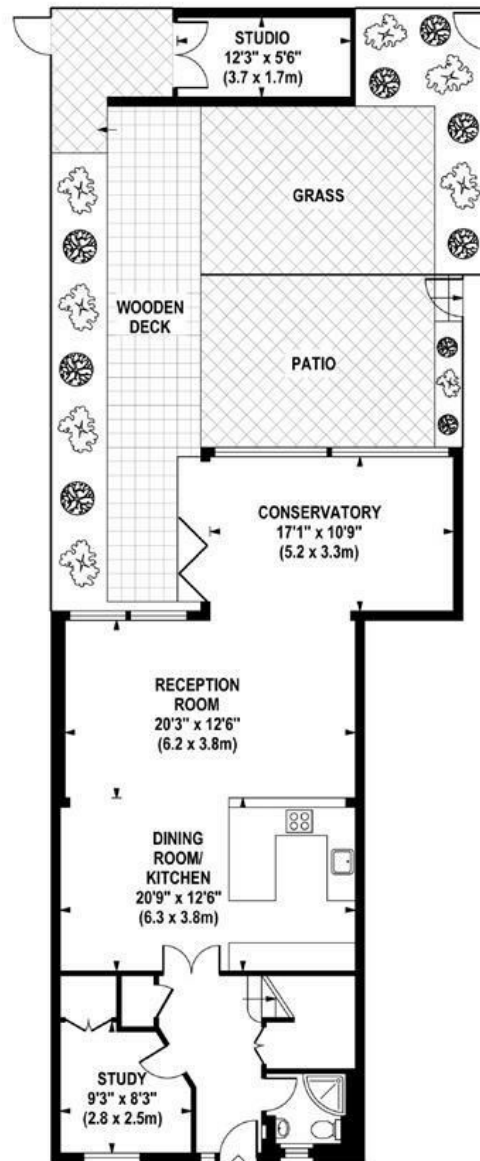 STUDIO
12'3" x 5'6"
(3.7 x 1.7m)
GRASS
WOODEN
DECK
PATIO
CONSERVATORY
17'1" x 10'9"
(5.2 x 3.3m)
RECEPTION
ROOM
20'3" x 12'6"
(6.2 x 3.8m)
DINING
ROOM/
KITCHEN
20'9" x 12'6"
(6.3 x 3.8m)
STUDY
9'3" x 8'3"
(2.8 x 2.5m)